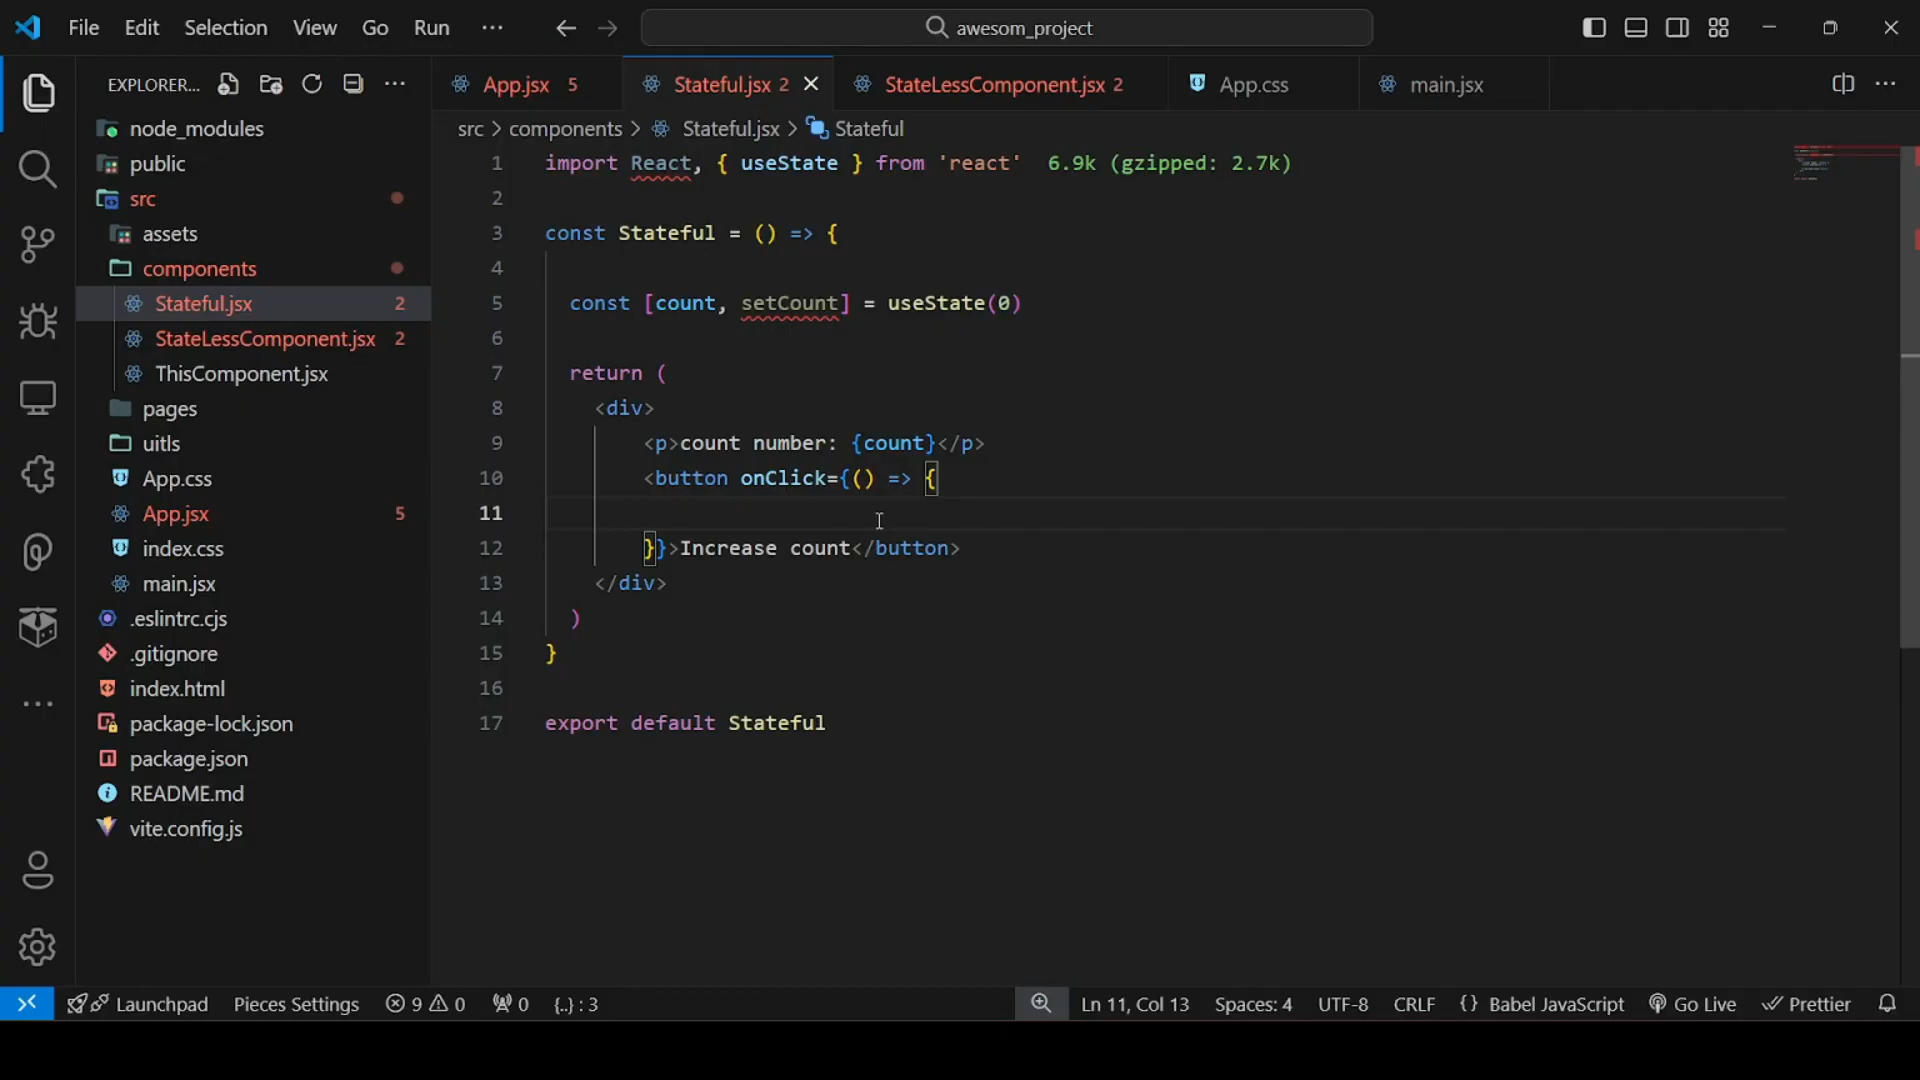 File Edit Selection View Go Run ··· awesom_project
EXPLORER... ···
App.jsx 5
Stateful.jsx 2
StateLessComponent.jsx 2
App.css
main.jsx
···
src > components > Stateful.jsx > Stateful
node_modules
public
src
assets
components
Stateful.jsx 2
StateLessComponent.jsx 2
ThisComponent.jsx
pages
uitls
App.css
App.jsx 5
index.css
main.jsx
.eslintrc.cjs
.gitignore
index.html
package-lock.json
package.json
README.md
vite.config.js
1 import React, { useState } from 'react' 6.9k (gzipped: 2.7k)
2
3 const Stateful = () => {
4
5 const [count, setCount] = useState(0)
6
7 return (
8 <div>
9 <p>count number: {count}</p>
10 <button onClick={() => {
11
12 }}>Increase count</button>
13 </div>
14 )
15 }
16
17 export default Stateful
Launchpad Pieces Settings 9 0 0 {..} : 3 Ln 11, Col 13 Spaces: 4 UTF-8 CRLF {} Babel JavaScript Go Live Prettier